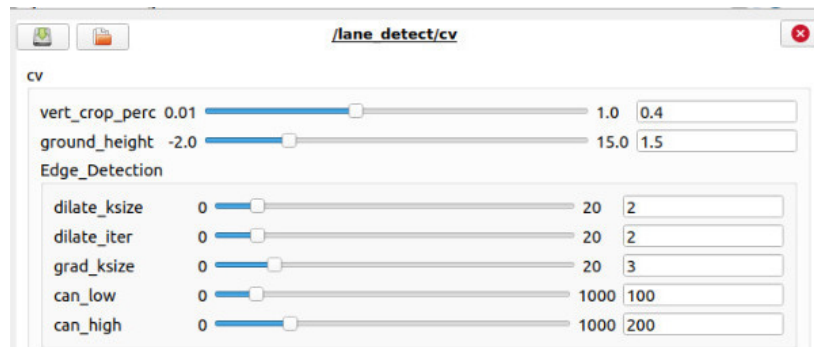 /lane_detect/cv
cv
vert_crop_perc 0.01 1.0 0.4
ground_height -2.0 15.0 1.5
Edge_Detection
dilate_ksize 0 20 2
dilate_iter 0 20 2
grad_ksize 0 20 3
can_low 0 1000 100
can_high 0 1000 200